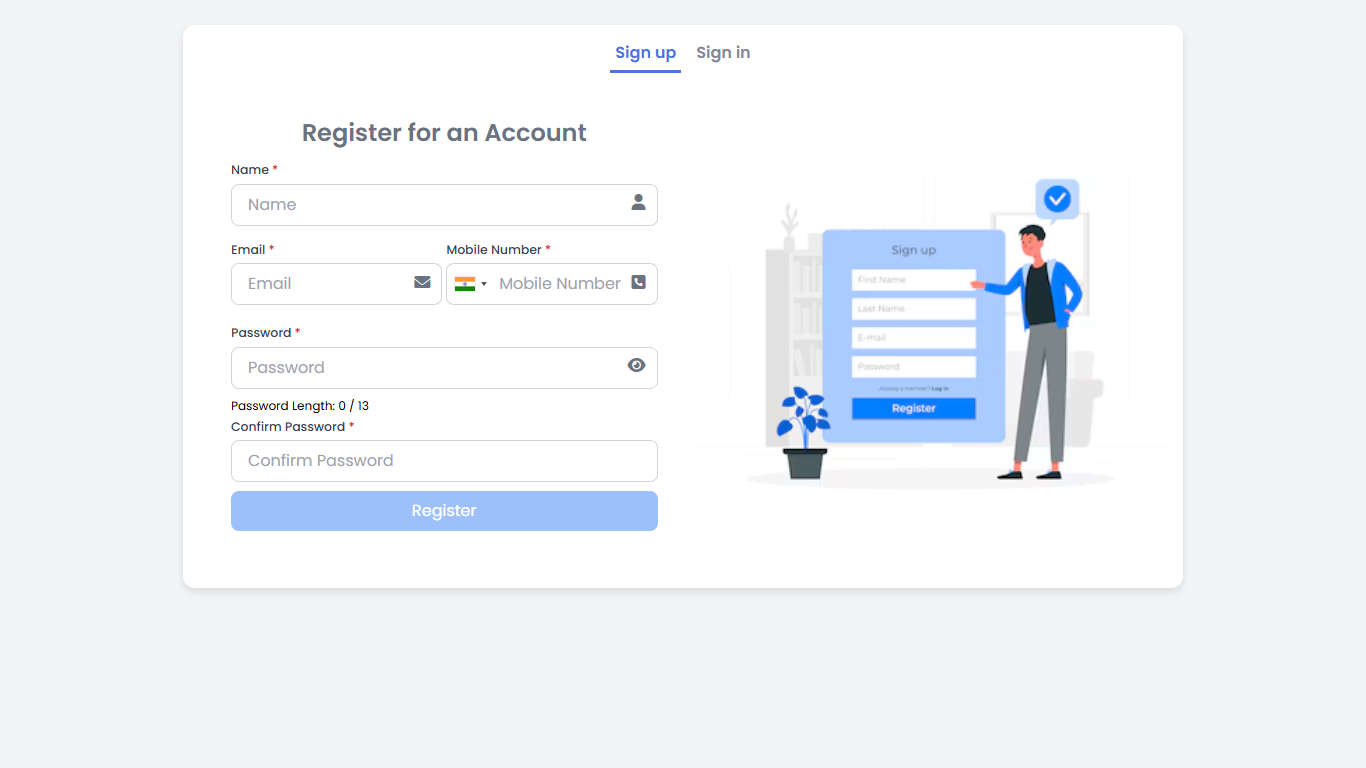 Sign up Sign in
Register for an Account
Name *
Name
Email * Mobile Number *
Email Mobile Number
Password *
Password
Password Length: 0 / 13
Confirm Password *
Confirm Password
Register
Sign up
First Name
Last Name
E-mail
Password
Already a member? Log in
Register